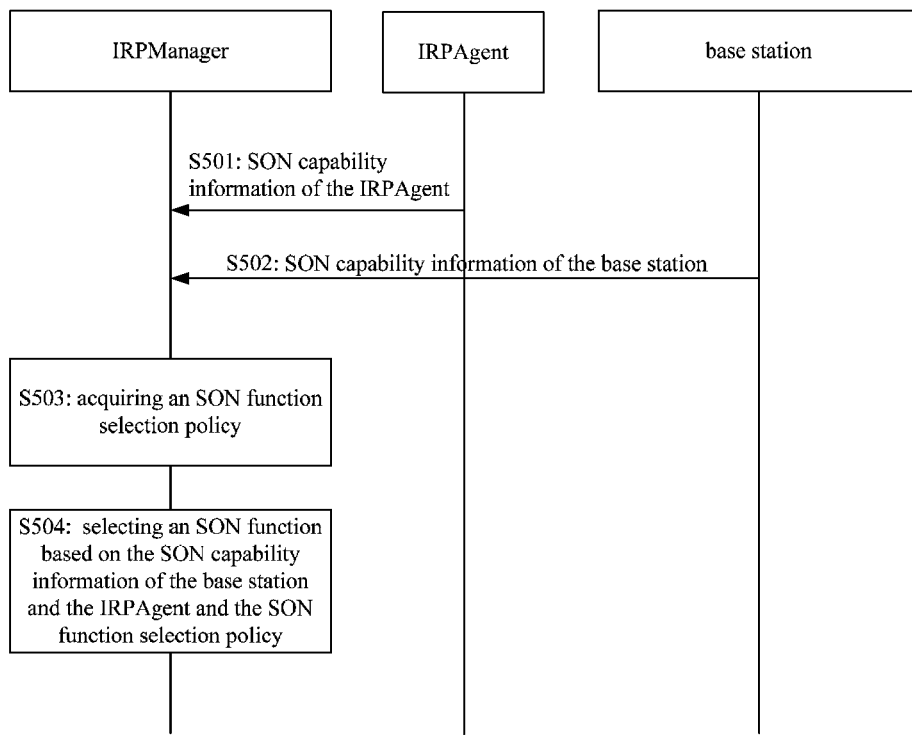 IRPManager
IRPAgent
base station
S501: SON capability
information of the IRPAgent
S502: SON capability information of the base station
S503: acquiring an SON function
selection policy
S504: selecting an SON function
based on the SON capability
information of the base station
and the IRPAgent and the SON
function selection policy